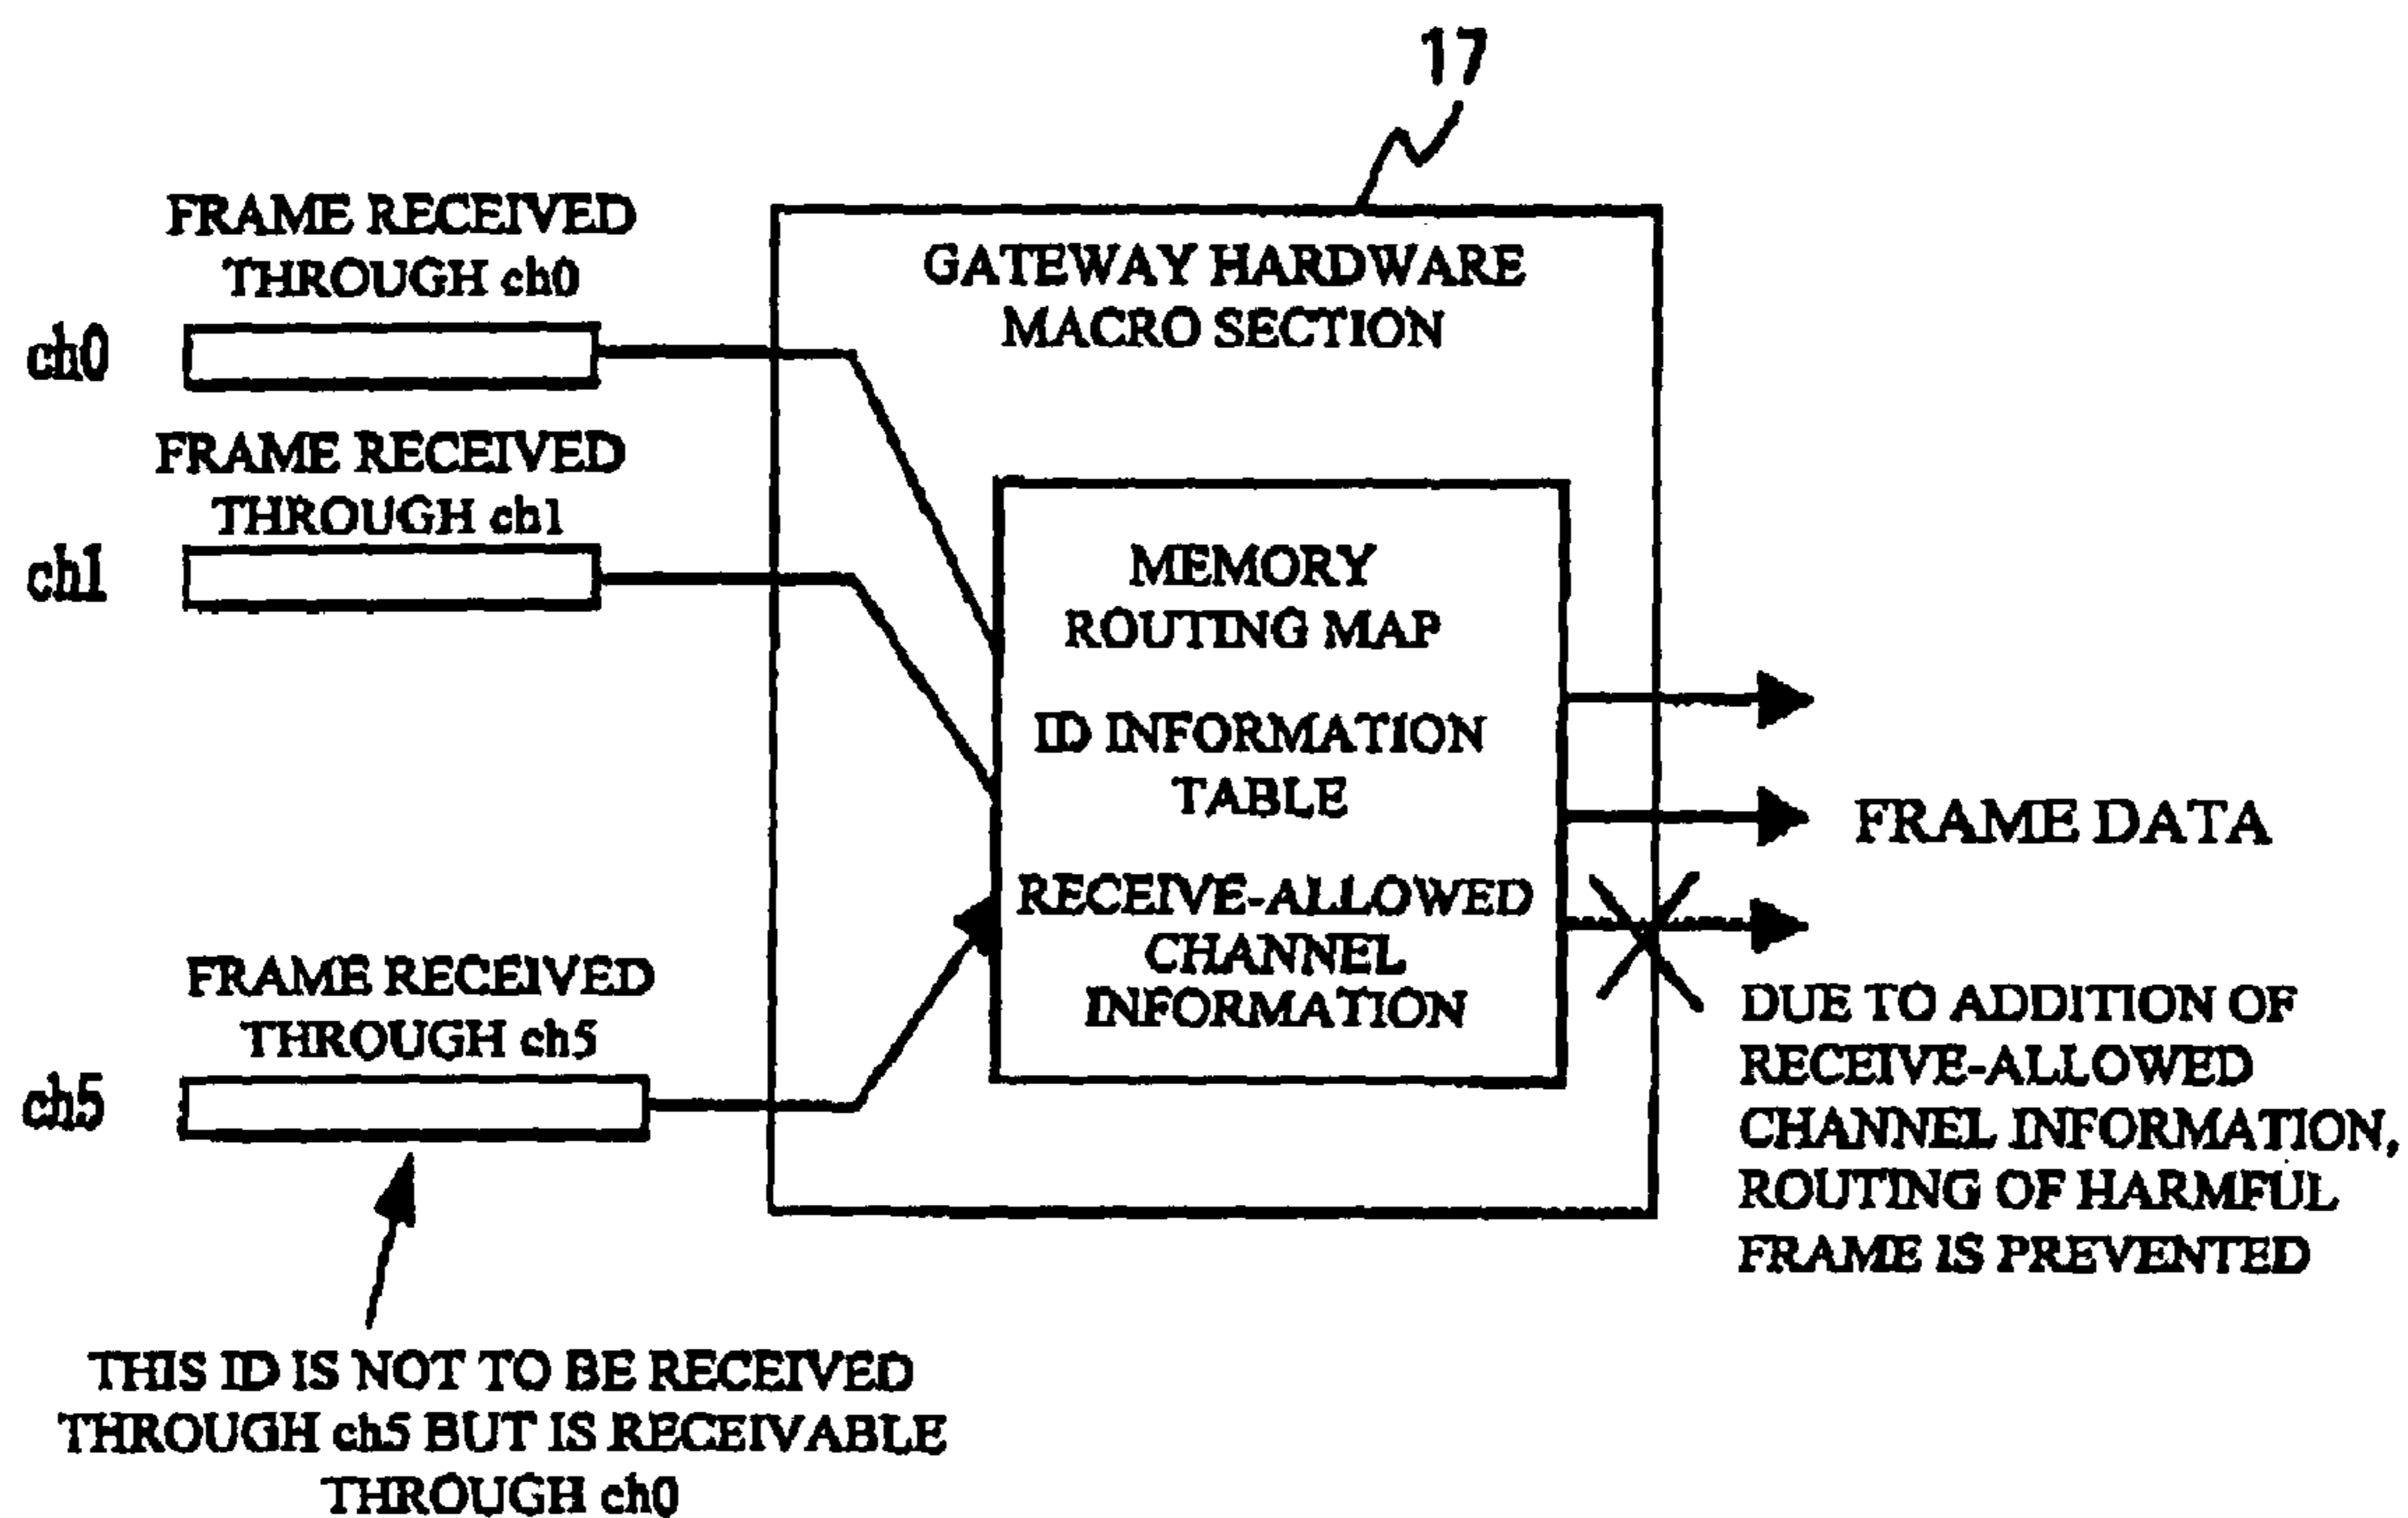 17
FRAME RECEIVED
THROUGH ch0
ch0
FRAME RECEIVED
THROUGH ch1
ch1
GATEWAY HARDWARE
MACRO SECTION
MEMORY
ROUTING MAP
ID INFORMATION
TABLE
RECEIVE-ALLOWED
CHANNEL
INFORMATION
FRAME DATA
FRAME RECEIVED
THROUGH ch5
ch5
DUE TO ADDITION OF
RECEIVE-ALLOWED
CHANNEL INFORMATION,
ROUTING OF HARMFUL
FRAME IS PREVENTED
THIS ID IS NOT TO BE RECEIVED
THROUGH ch5 BUT IS RECEIVABLE
THROUGH ch0